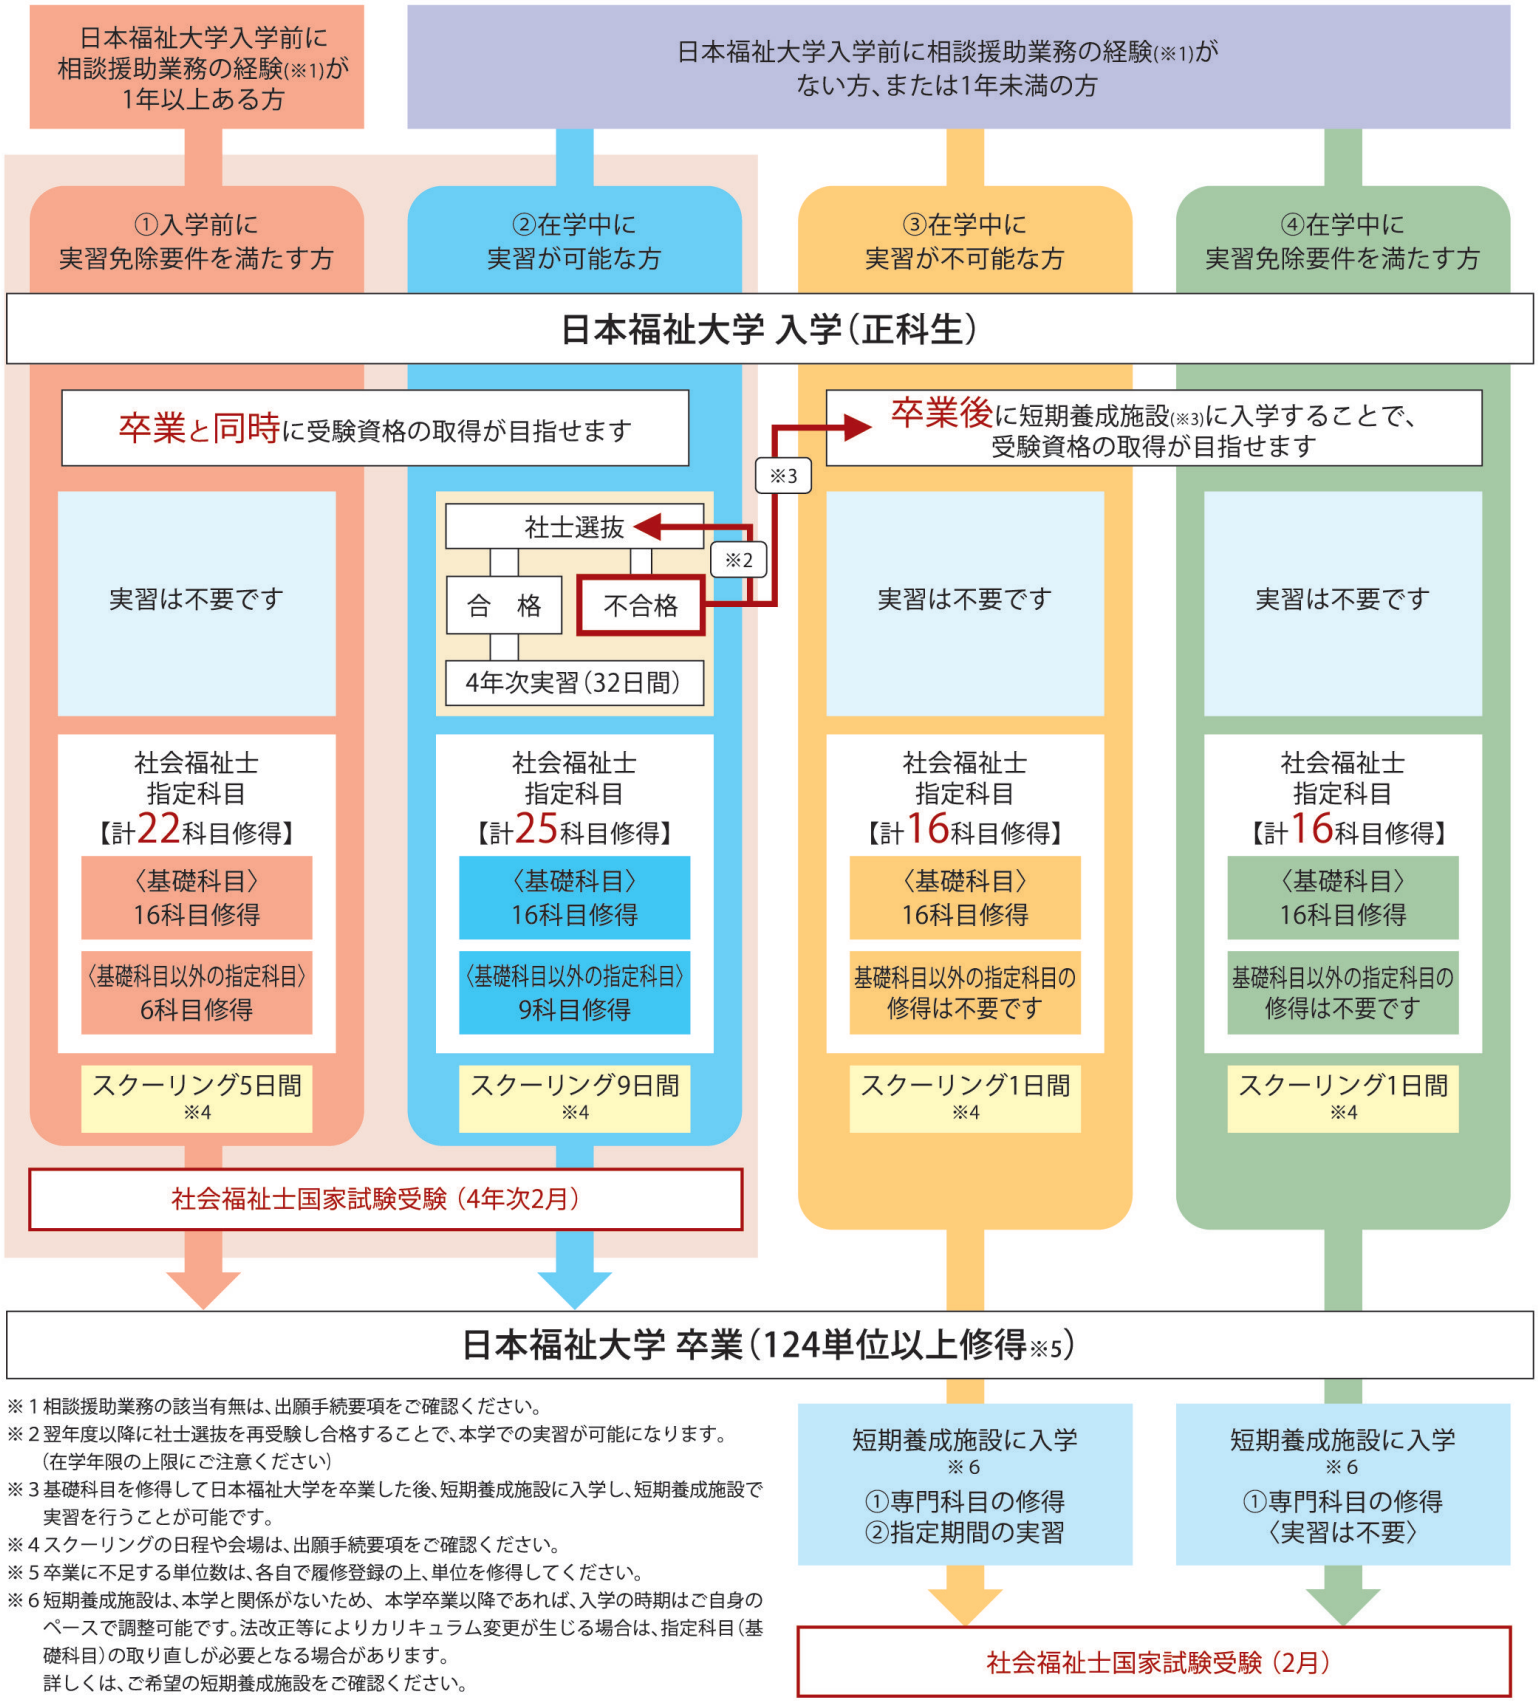 日本福祉大学入学前に
相談援助業務の経験(※1)が
1年以上ある方
日本福祉大学入学前に相談援助業務の経験(※1)が
ない方、または1年未満の方
①入学前に
実習免除要件を満たす方
②在学中に
実習が可能な方
③在学中に
実習が不可能な方
④在学中に
実習免除要件を満たす方
日本福祉大学 入学（正科生）
卒業と同時に受験資格の取得が目指せます
卒業後に短期養成施設(※3)に入学することで、
受験資格の取得が目指せます
※3
※2
実習は不要です
社士選抜
合　格
不合格
4年次実習（32日間）
実習は不要です
実習は不要です
社会福祉士
指定科目
【計22科目修得】
〈基礎科目〉
16科目修得
〈基礎科目以外の指定科目〉
6科目修得
スクーリング5日間
※4
社会福祉士
指定科目
【計25科目修得】
〈基礎科目〉
16科目修得
〈基礎科目以外の指定科目〉
9科目修得
スクーリング9日間
※4
社会福祉士
指定科目
【計16科目修得】
〈基礎科目〉
16科目修得
基礎科目以外の指定科目の
修得は不要です
スクーリング1日間
※4
社会福祉士
指定科目
【計16科目修得】
〈基礎科目〉
16科目修得
基礎科目以外の指定科目の
修得は不要です
スクーリング1日間
※4
社会福祉士国家試験受験（4年次2月）
日本福祉大学 卒業（124単位以上修得※5）
※1相談援助業務の該当有無は、出願手続要項をご確認ください。
※2翌年度以降に社士選抜を再受験し合格することで、本学での実習が可能になります。
（在学年限の上限にご注意ください）
※3基礎科目を修得して日本福祉大学を卒業した後、短期養成施設に入学し、短期養成施設で
実習を行うことが可能です。
※4スクーリングの日程や会場は、出願手続要項をご確認ください。
※5卒業に不足する単位数は、各自で履修登録の上、単位を修得してください。
※6短期養成施設は、本学と関係がないため、本学卒業以降であれば、入学の時期はご自身の
ペースで調整可能です。法改正等によりカリキュラム変更が生じる場合は、指定科目（基
礎科目）の取り直しが必要となる場合があります。
詳しくは、ご希望の短期養成施設をご確認ください。
短期養成施設に入学
※6
①専門科目の修得
②指定期間の実習
短期養成施設に入学
※6
①専門科目の修得
〈実習は不要〉
社会福祉士国家試験受験（2月）